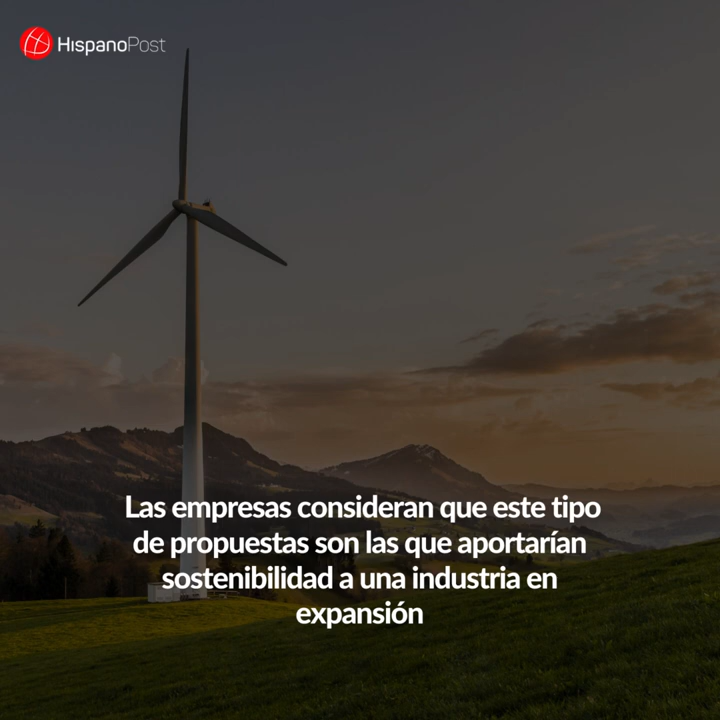 HispanoPost
Las empresas consideran que este tipo
de propuestas son las que aportarían
sostenibilidad a una industria en
expansión